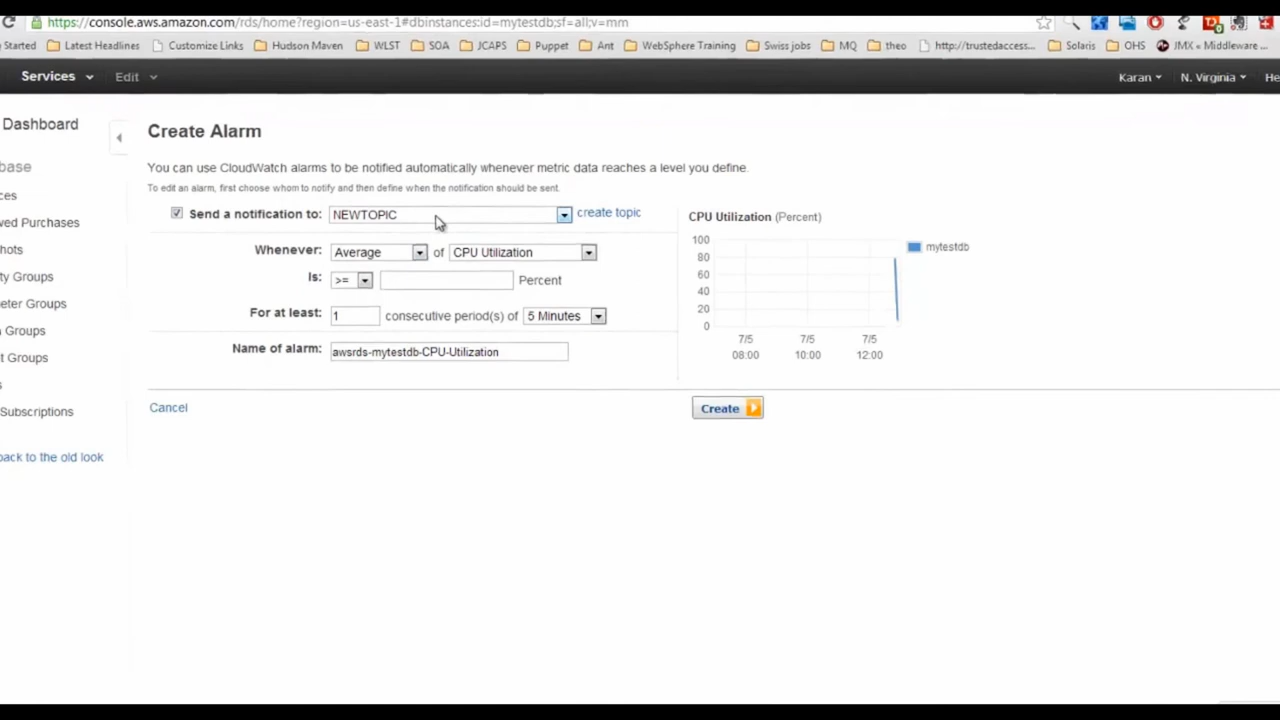 https://console.aws.amazon.com/rds/home?region=us-east-1#dbinstances:id=mytestdb;sf=all;v=mm
Started Latest Headlines Customize Links Hudson Maven WLST SOA JCAPS Puppet Ant WebSphere Training Swiss jobs MQ theo http://trustedaccess... Solaris OHS JMX « Middleware ...
Services Edit Karan N. Virginia He
Dashboard
Create Alarm
base
You can use CloudWatch alarms to be notified automatically whenever metric data reaches a level you define.
To edit an alarm, first choose whom to notify and then define when the notification should be sent.
ces
ved Purchases
hots
ty Groups
eter Groups
n Groups
t Groups
s
Subscriptions
back to the old look
Send a notification to: NEWTOPIC create topic
Whenever: Average of CPU Utilization
Is: >= Percent
For at least: 1 consecutive period(s) of 5 Minutes
Name of alarm: awsrds-mytestdb-CPU-Utilization
Cancel
Create
CPU Utilization (Percent)
mytestdb
100
80
60
40
20
0
7/5 7/5 7/5
08:00 10:00 12:00